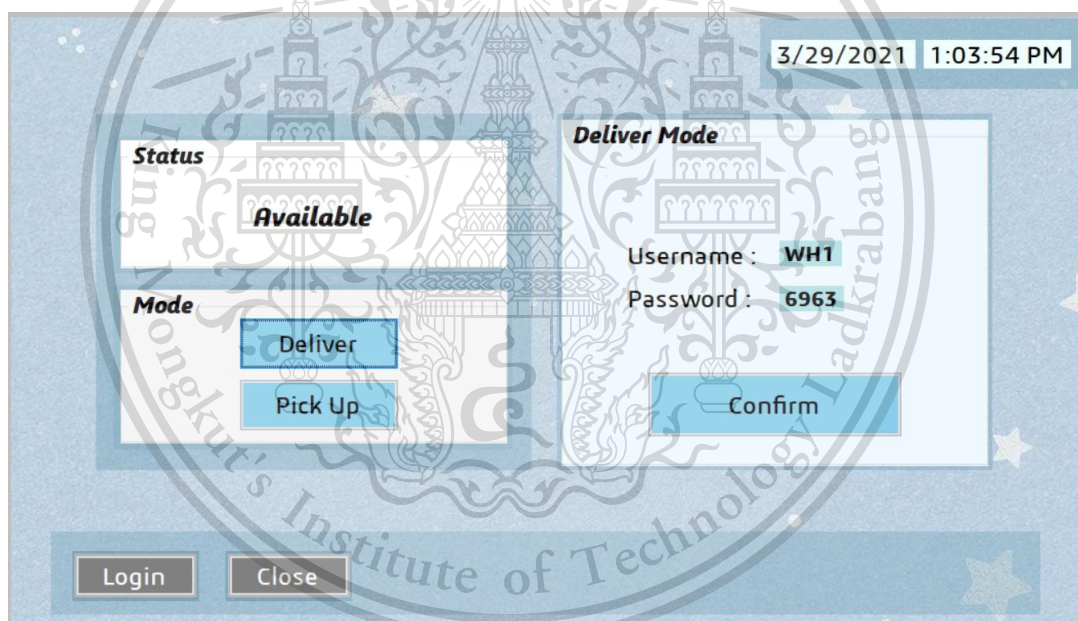 3/29/2021 1:03:54 PM
Status
Available
Mode
Deliver
Pick Up
Deliver Mode
Username : WH1
Password : 6963
Confirm
Login Close
King Mongkut's Institute of Technology Ladkrabang